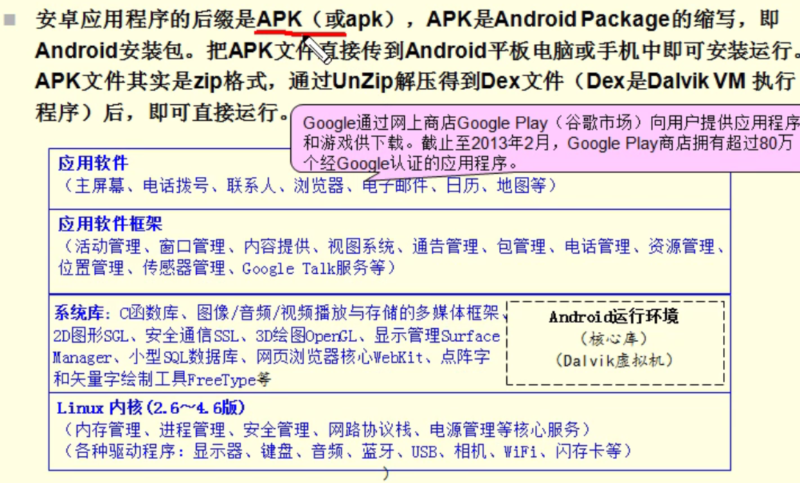 安卓应用程序的后缀是APK（或apk），APK是Android Package的缩写，即
Android安装包。把APK文件直接传到Android平板电脑或手机中即可安装运行。
APK文件其实是zip格式，通过UnZip解压得到Dex文件（Dex是Dalvik VM 执行
程序）后，即可直接运行。
Google通过网上商店Google Play（谷歌市场）向用户提供应用程序
和游戏供下载。截止至2013年2月，Google Play商店拥有超过80万
个经Google认证的应用程序。
应用软件
（主屏幕、电话拨号、联系人、浏览器、电子邮件、日历、地图等）
应用软件框架
（活动管理、窗口管理、内容提供、视图系统、通告管理、包管理、电话管理、资源管理、
位置管理、传感器管理、Google Talk服务等）
系统库：C函数库、图像/音频/视频播放与存储的多媒体框架、
2D图形SGL、安全通信SSL、3D绘图OpenGL、显示管理Surface
Manager、小型SQL数据库、网页浏览器核心WebKit、点阵字
和矢量字绘制工具FreeType等
Android运行环境
（核心库）
（Dalvik虚拟机）
Linux 内核(2.6～4.6版)
（内存管理、进程管理、安全管理、网路协议栈、电源管理等核心服务）
（各种驱动程序：显示器、键盘、音频、蓝牙、USB、相机、WiFi、闪存卡等）
）